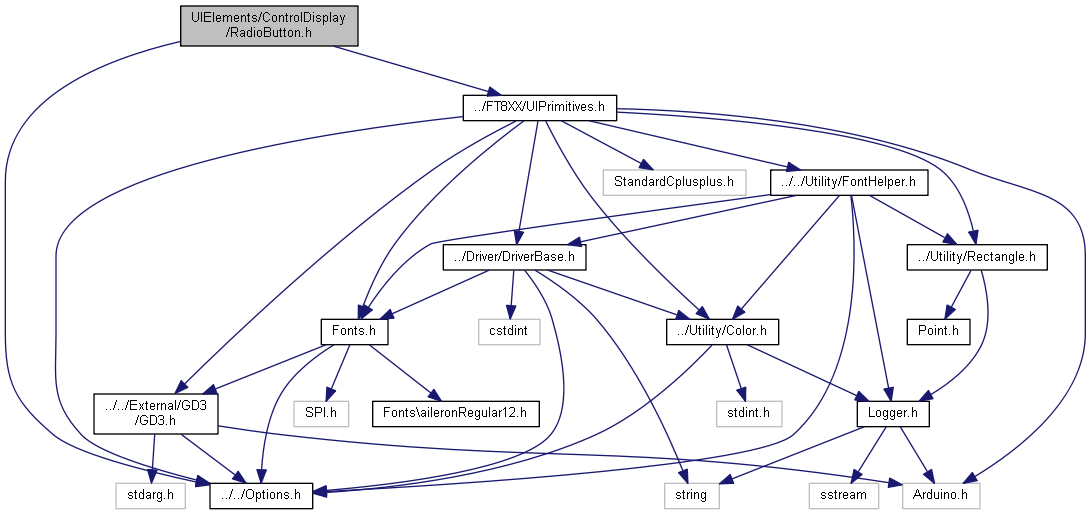 UIElements/ControlDisplay
/RadioButton.h
../FT8XX/UIPrimitives.h
StandardCplusplus.h
../../Utility/FontHelper.h
../Driver/DriverBase.h
../Utility/Rectangle.h
Fonts.h
cstdint
../Utility/Color.h
Point.h
../../External/GD3
/GD3.h
SPI.h
Fonts\aileronRegular12.h
stdint.h
Logger.h
stdarg.h
../../Options.h
string
sstream
Arduino.h